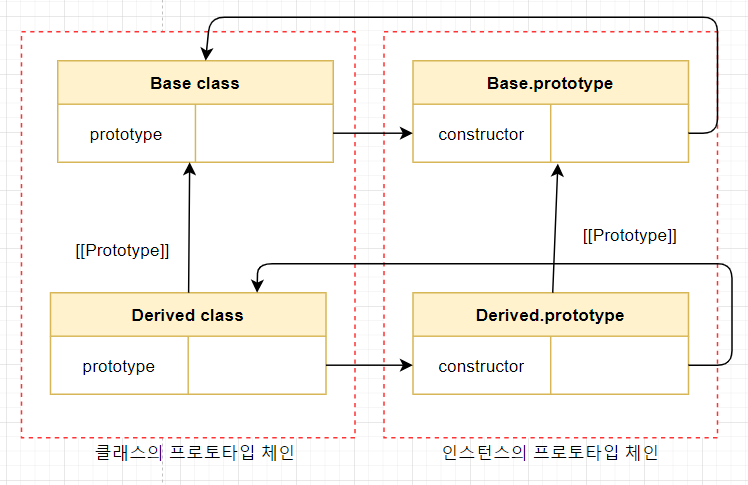 Base class
Base.prototype
prototype
constructor
[[Prototype]]
[[Prototype]]
Derived class
Derived.prototype
prototype
constructor
클래스의 프로토타입 체인
인스턴스의 프로토타입 체인